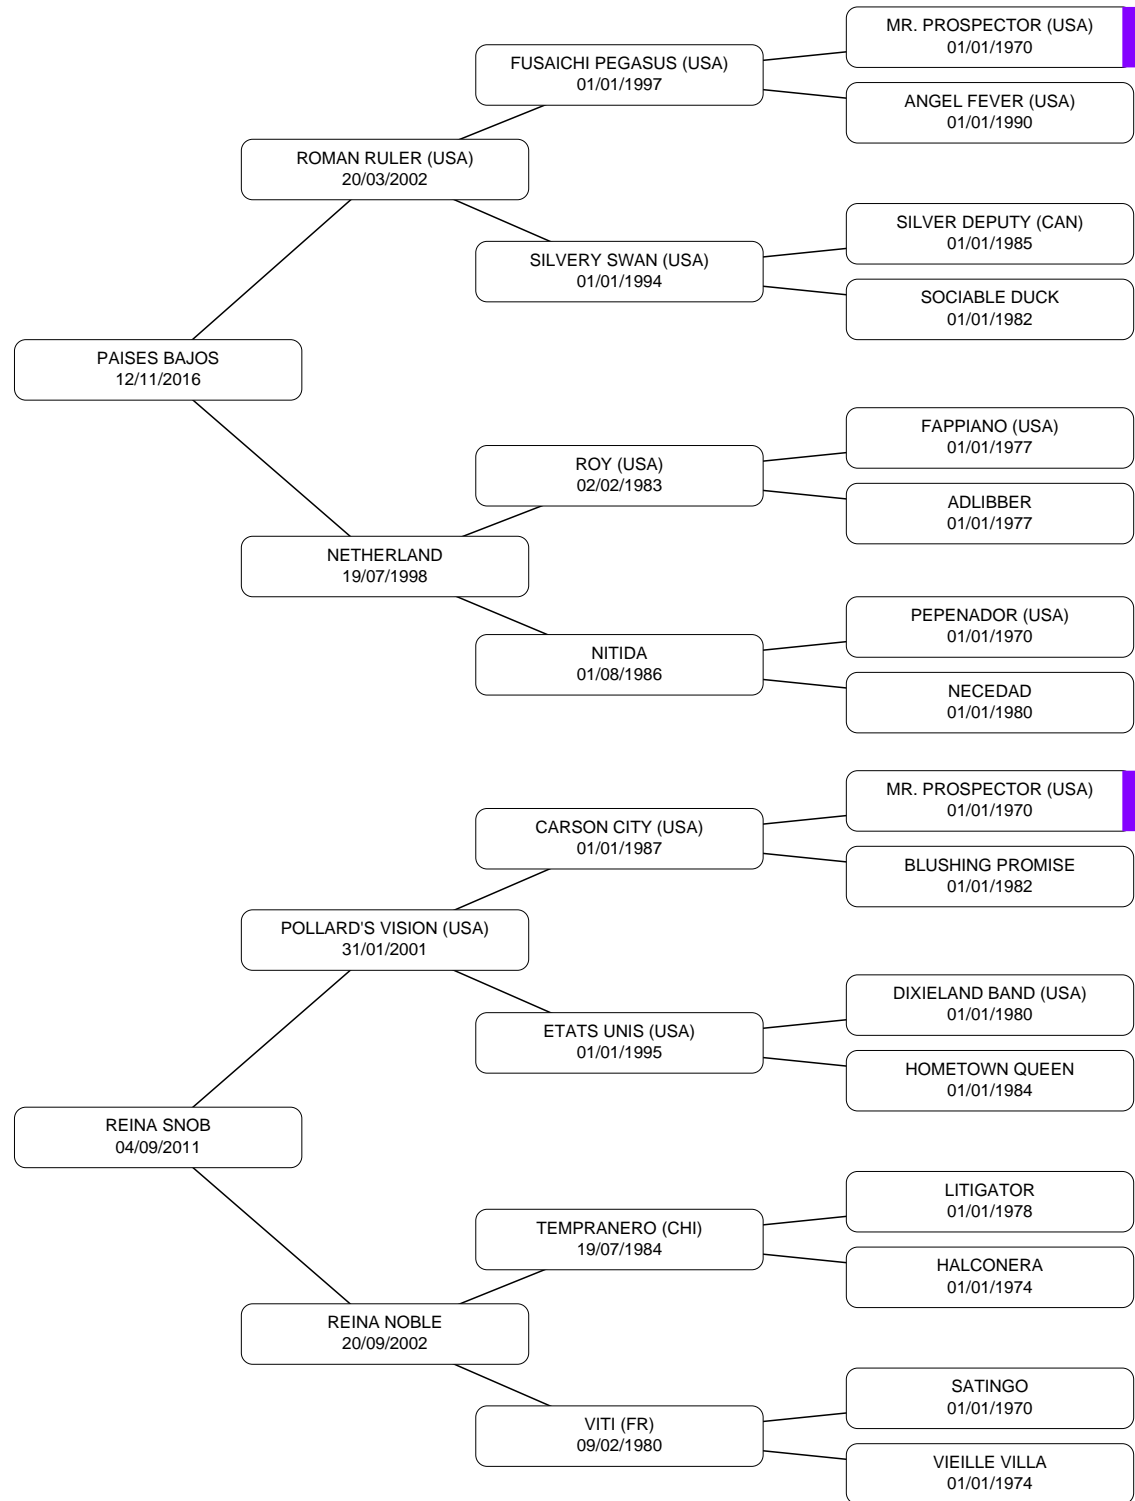 MR. PROSPECTOR (USA)
01/01/1970
FUSAICHI PEGASUS (USA)
01/01/1997
ANGEL FEVER (USA)
01/01/1990
ROMAN RULER (USA)
20/03/2002
SILVER DEPUTY (CAN)
01/01/1985
SILVERY SWAN (USA)
01/01/1994
SOCIABLE DUCK
01/01/1982
PAISES BAJOS
12/11/2016
FAPPIANO (USA)
01/01/1977
ROY (USA)
02/02/1983
ADLIBBER
01/01/1977
NETHERLAND
19/07/1998
PEPENADOR (USA)
01/01/1970
NITIDA
01/08/1986
NECEDAD
01/01/1980
MR. PROSPECTOR (USA)
01/01/1970
CARSON CITY (USA)
01/01/1987
BLUSHING PROMISE
01/01/1982
POLLARD'S VISION (USA)
31/01/2001
DIXIELAND BAND (USA)
01/01/1980
ETATS UNIS (USA)
01/01/1995
HOMETOWN QUEEN
01/01/1984
REINA SNOB
04/09/2011
LITIGATOR
01/01/1978
TEMPRANERO (CHI)
19/07/1984
HALCONERA
01/01/1974
REINA NOBLE
20/09/2002
SATINGO
01/01/1970
VITI (FR)
09/02/1980
VIEILLE VILLA
01/01/1974